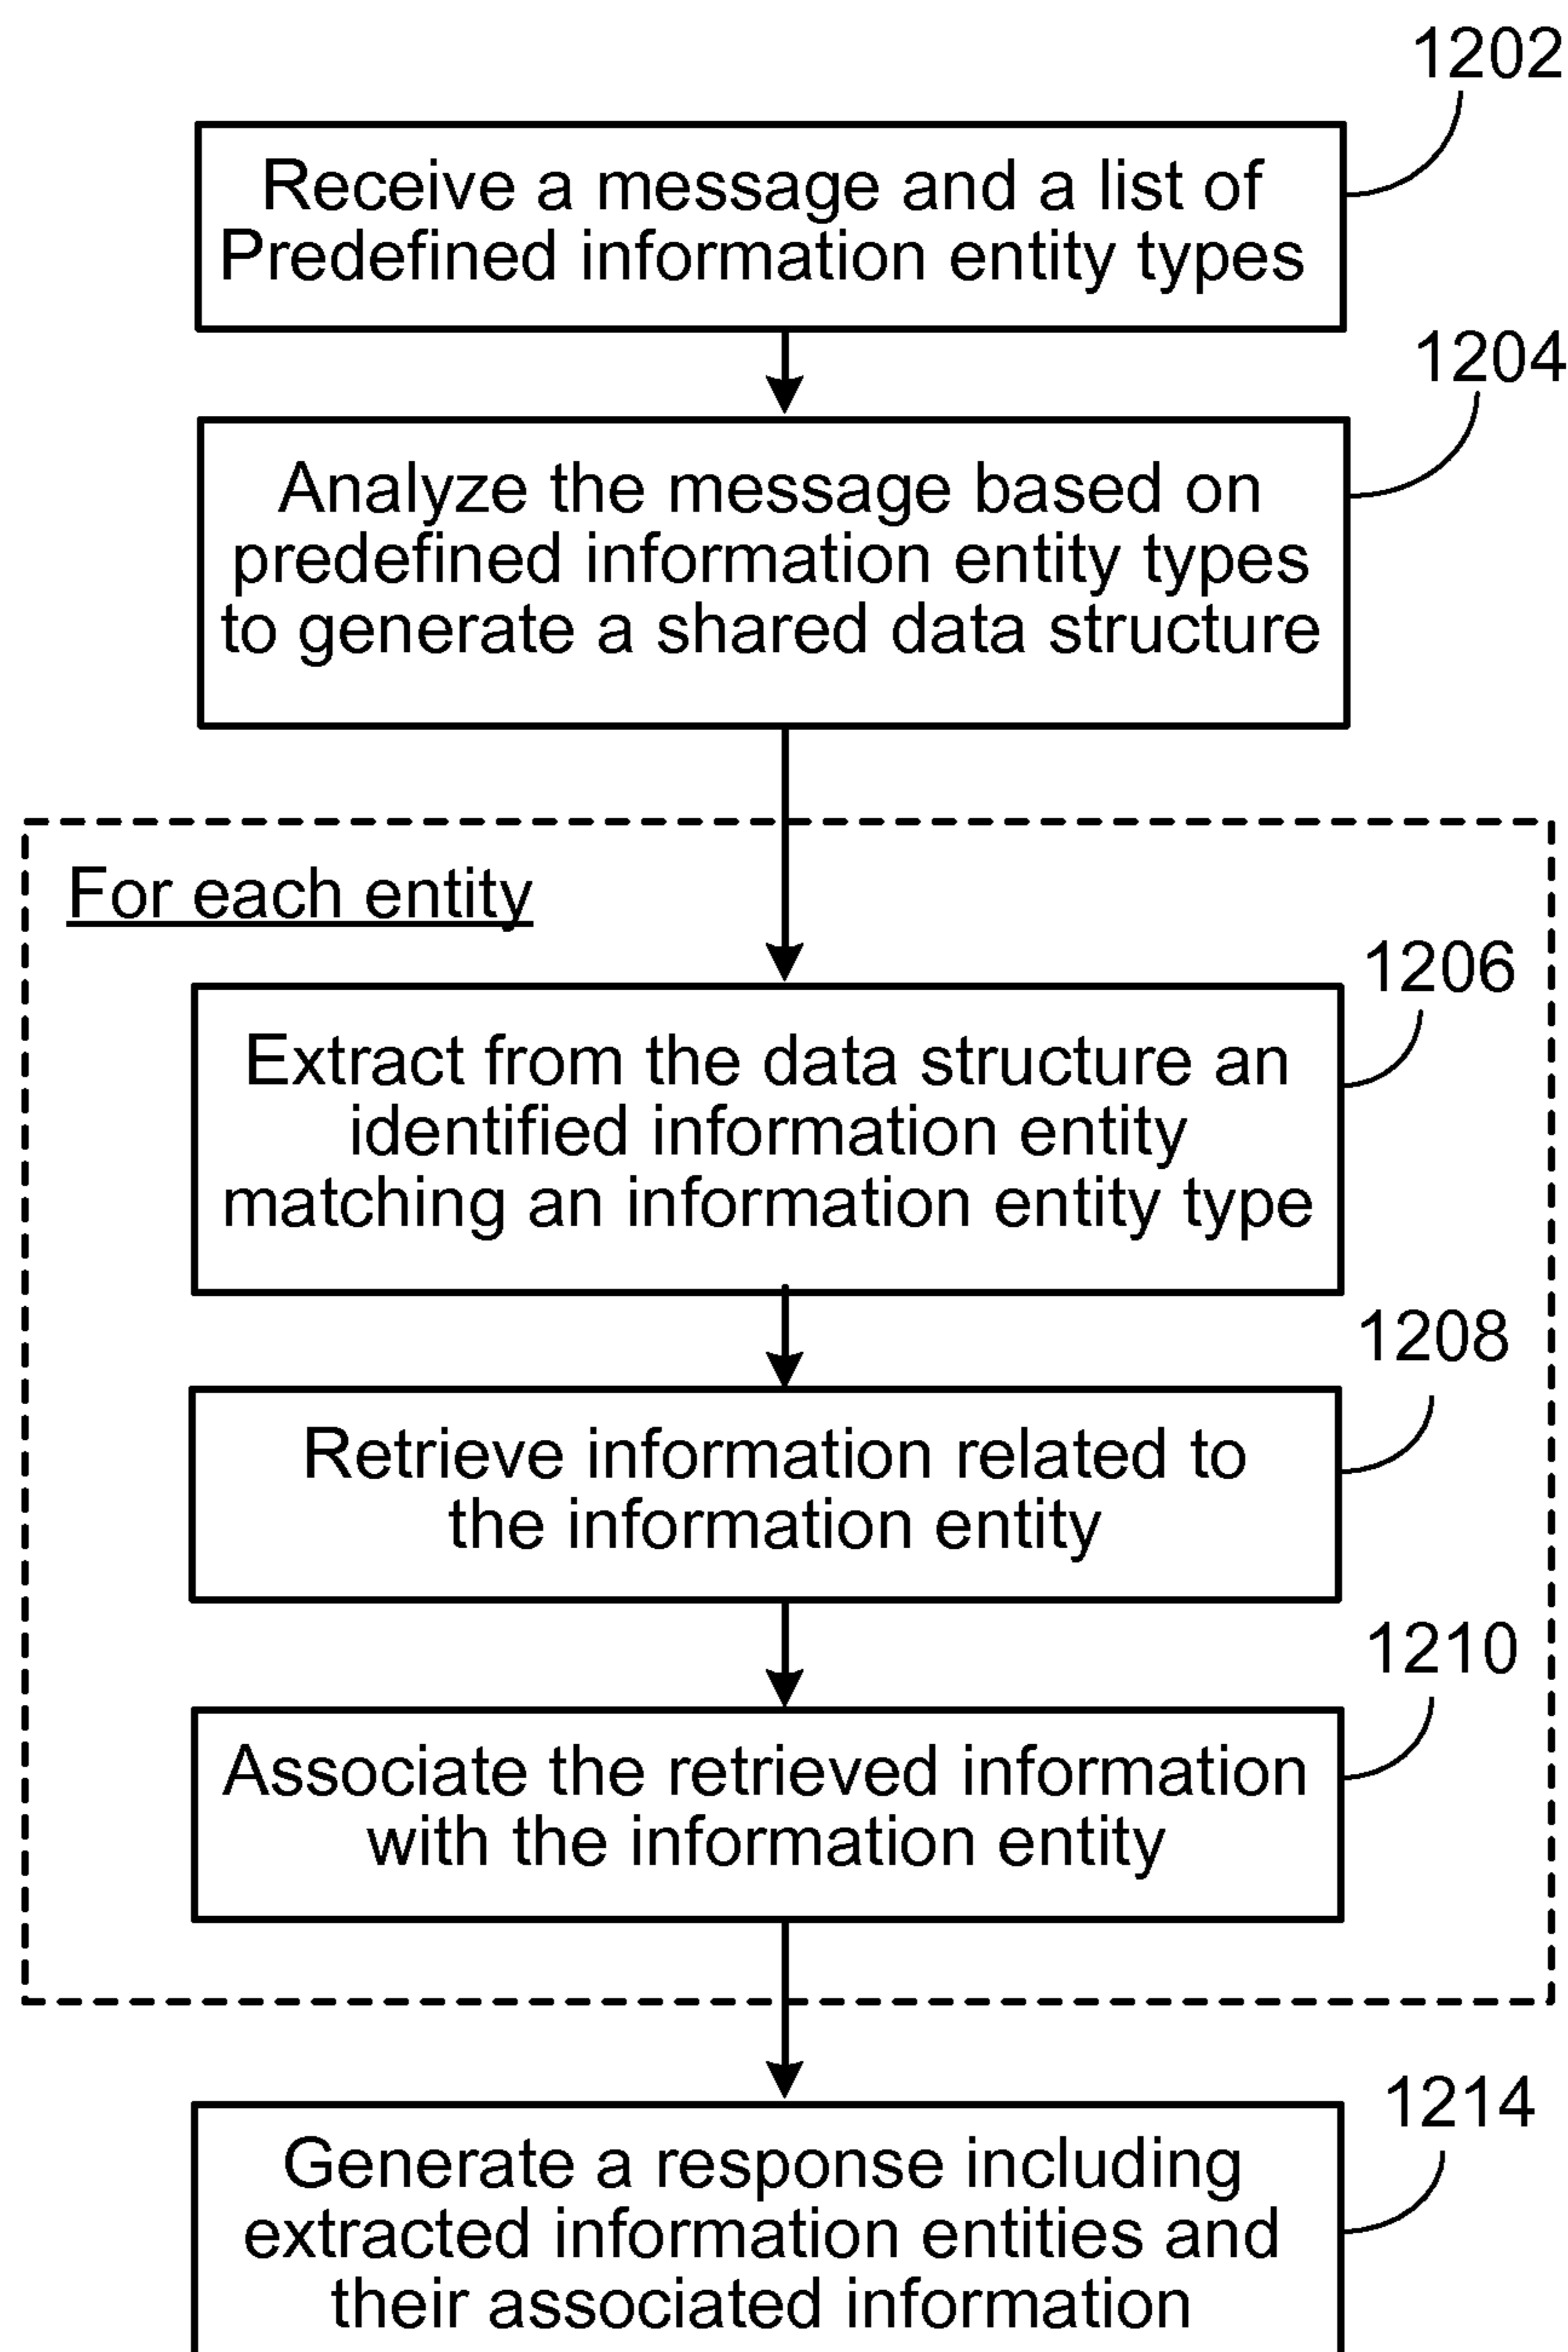 1202
Receive a message and a list of
Predefined information entity types
1204
Analyze the message based on
predefined information entity types
to generate a shared data structure
For each entity
1206
Extract from the data structure an
identified information entity
matching an information entity type
1208
Retrieve information related to
the information entity
1210
Associate the retrieved information
with the information entity
1214
Generate a response including
extracted information entities and
their associated information